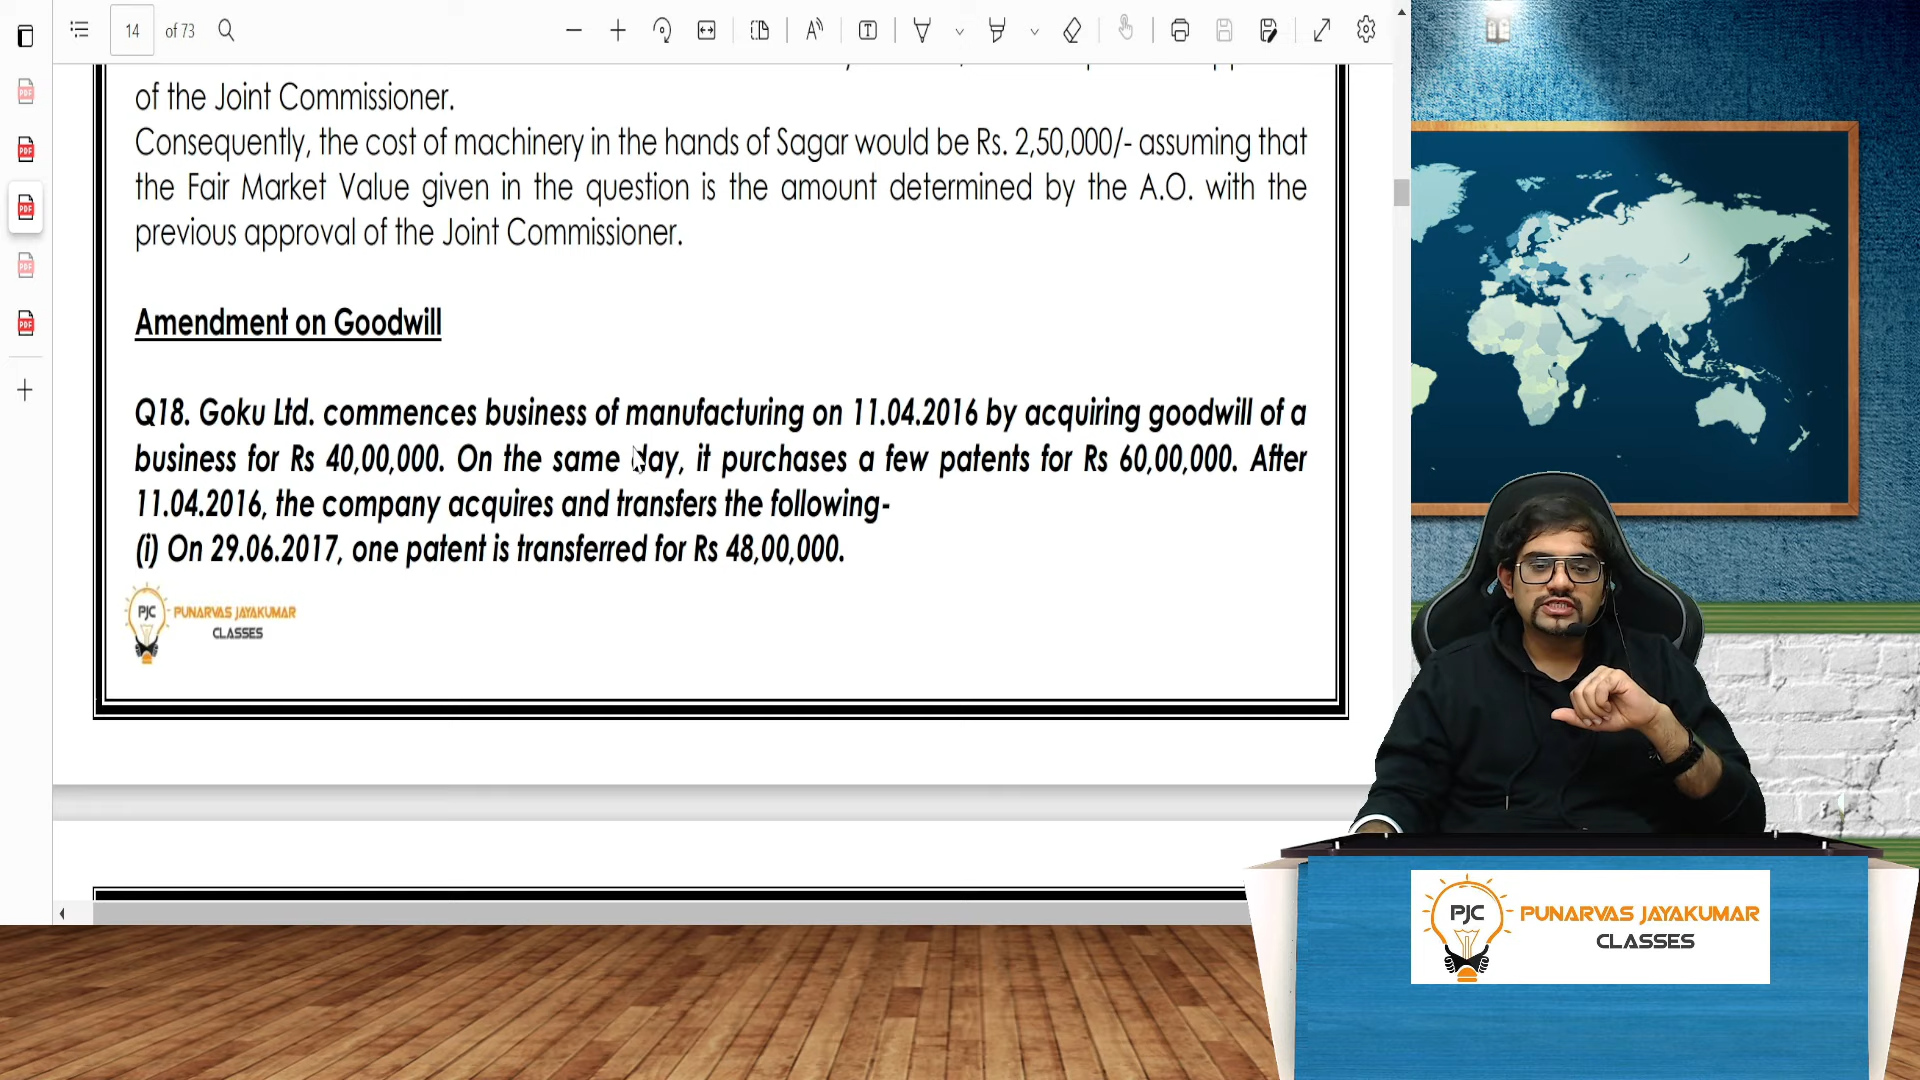 14 of 73
of the Joint Commissioner.
Consequently, the cost of machinery in the hands of Sagar would be Rs. 2,50,000/- assuming that
the Fair Market Value given in the question is the amount determined by the A.O. with the
previous approval of the Joint Commissioner.
Amendment on Goodwill
Q18. Goku Ltd. commences business of manufacturing on 11.04.2016 by acquiring goodwill of a
business for Rs 40,00,000. On the same day, it purchases a few patents for Rs 60,00,000. After
11.04.2016, the company acquires and transfers the following-
(i) On 29.06.2017, one patent is transferred for Rs 48,00,000.
PJC PUNARVAS JAYAKUMAR
CLASSES
PJC PUNARVAS JAYAKUMAR
CLASSES